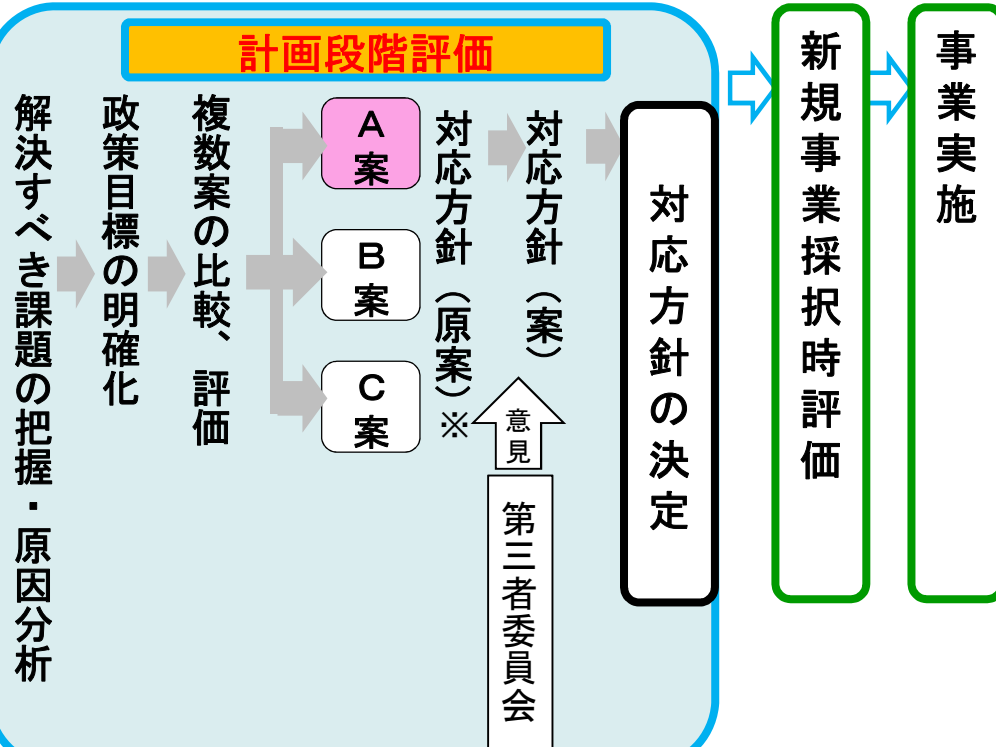 計画段階評価
解決すべき課題の把握・原因分析
政策目標の明確化
複数案の比較、評価
A
案
B
案
C
案
対応方針（原案）※
対応方針（案）
意見
第三者委員会
対応方針の決定
新規事業採択時評価
事業実施